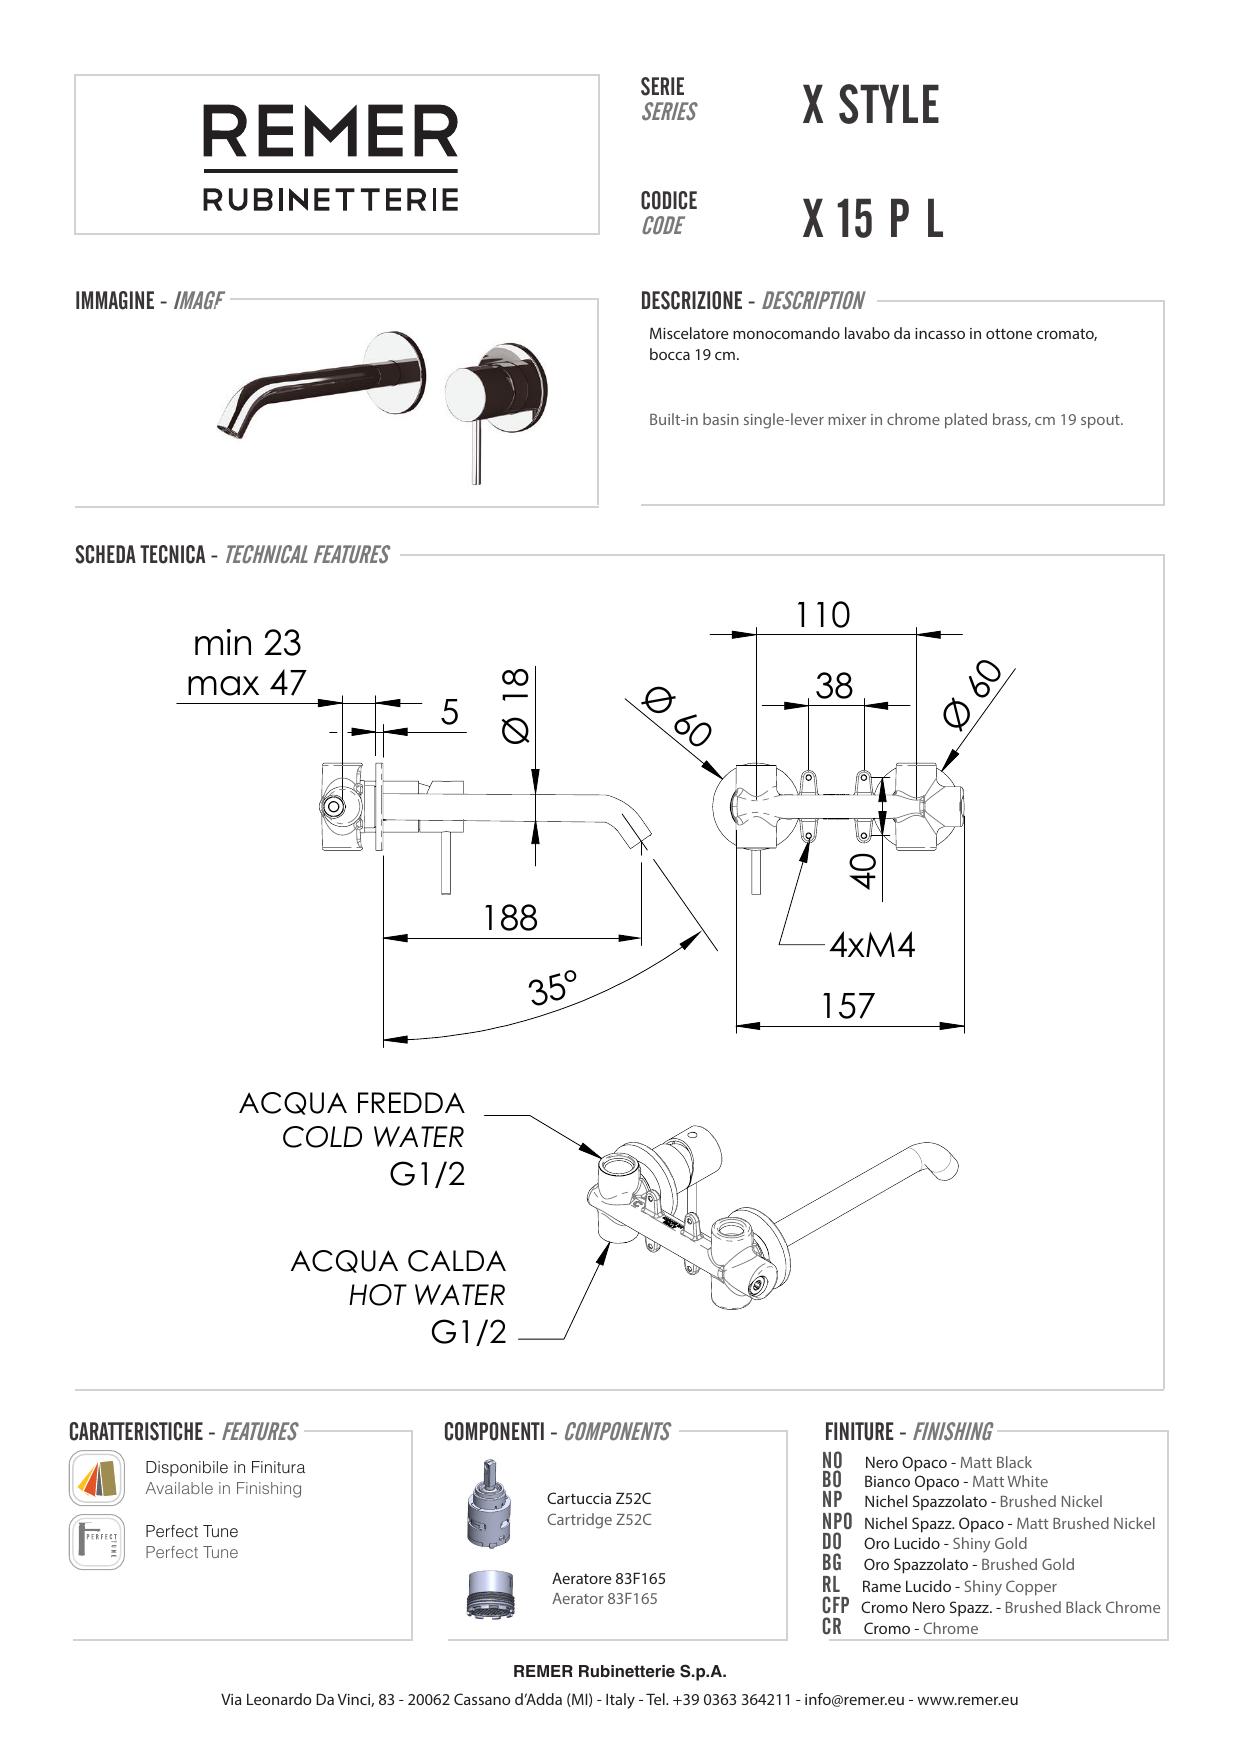 REMER
RUBINETTERIE
SERIE
SERIES
X STYLE
CODICE
CODE
X 15 P L
IMMAGINE - IMAGE
DESCRIZIONE - DESCRIPTION
Miscelatore monocomando lavabo da incasso in ottone cromato,
bocca 19 cm.
Built-in basin single-lever mixer in chrome plated brass, cm 19 spout.
SCHEDA TECNICA - TECHNICAL FEATURES
min 23
max 47
5
Ø 18
188
35°
110
38
Ø 60
Ø 60
40
4xM4
157
ACQUA FREDDA
COLD WATER
G1/2
ACQUA CALDA
HOT WATER
G1/2
CARATTERISTICHE - FEATURES
Disponibile in Finitura
Available in Finishing
PERFECT
TUNE
Perfect Tune
Perfect Tune
COMPONENTI - COMPONENTS
Cartuccia Z52C
Cartridge Z52C
Aeratore 83F165
Aerator 83F165
FINITURE - FINISHING
NO Nero Opaco - Matt Black
BO Bianco Opaco - Matt White
NP Nichel Spazzolato - Brushed Nickel
NPO Nichel Spazz. Opaco - Matt Brushed Nickel
DO Oro Lucido - Shiny Gold
BG Oro Spazzolato - Brushed Gold
RL Rame Lucido - Shiny Copper
CFP Cromo Nero Spazz. - Brushed Black Chrome
CR Cromo - Chrome
REMER Rubinetterie S.p.A.
Via Leonardo Da Vinci, 83 - 20062 Cassano d'Adda (MI) - Italy - Tel. +39 0363 364211 - info@remer.eu - www.remer.eu